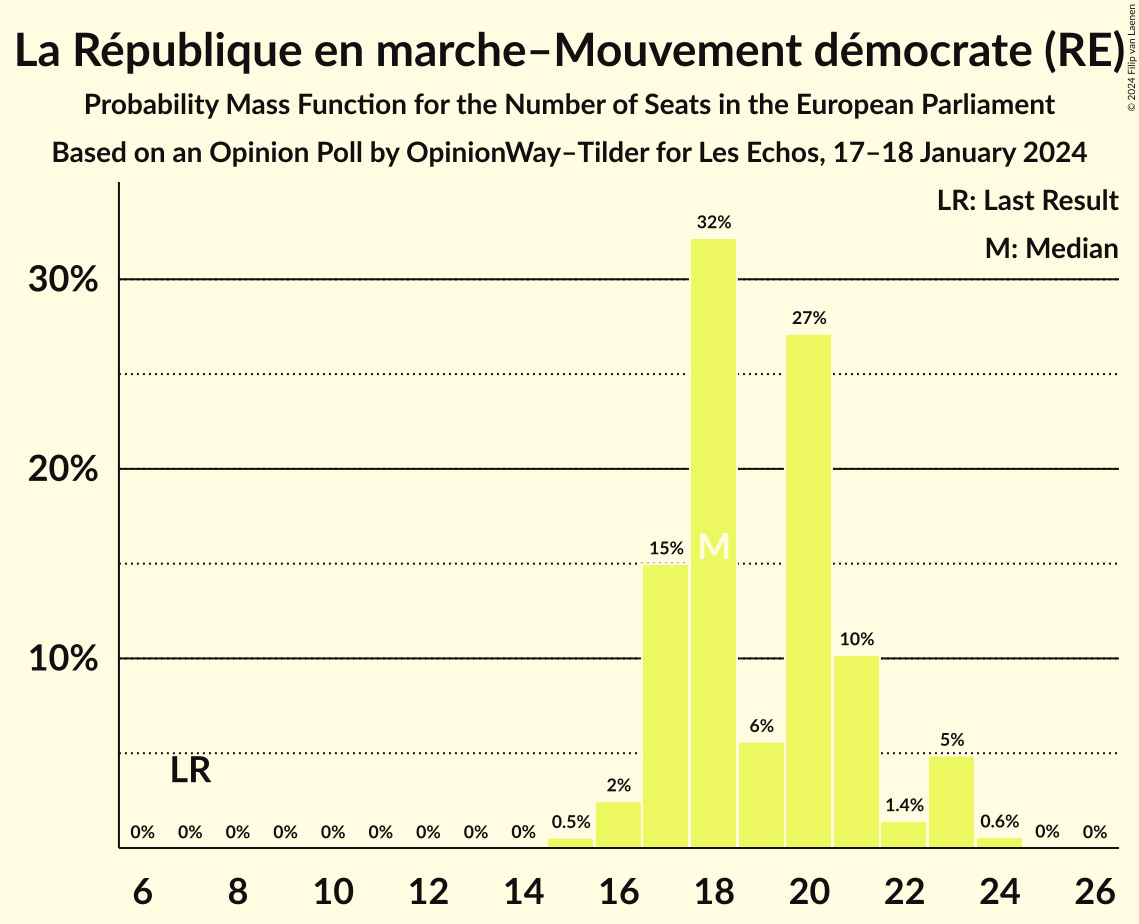 La République en marche–Mouvement démocrate (RE)
© 2024 Filip van Laenen
Probability Mass Function for the Number of Seats in the European Parliament
Based on an Opinion Poll by OpinionWay–Tilder for Les Echos, 17–18 January 2024
LR: Last Result
M: Median
30%
20%
10%
LR
M
0% 0% 0% 0% 0% 0% 0% 0% 0% 0.5% 2% 15% 32% 6% 27% 10% 1.4% 5% 0.6% 0% 0%
6 8 10 12 14 16 18 20 22 24 26